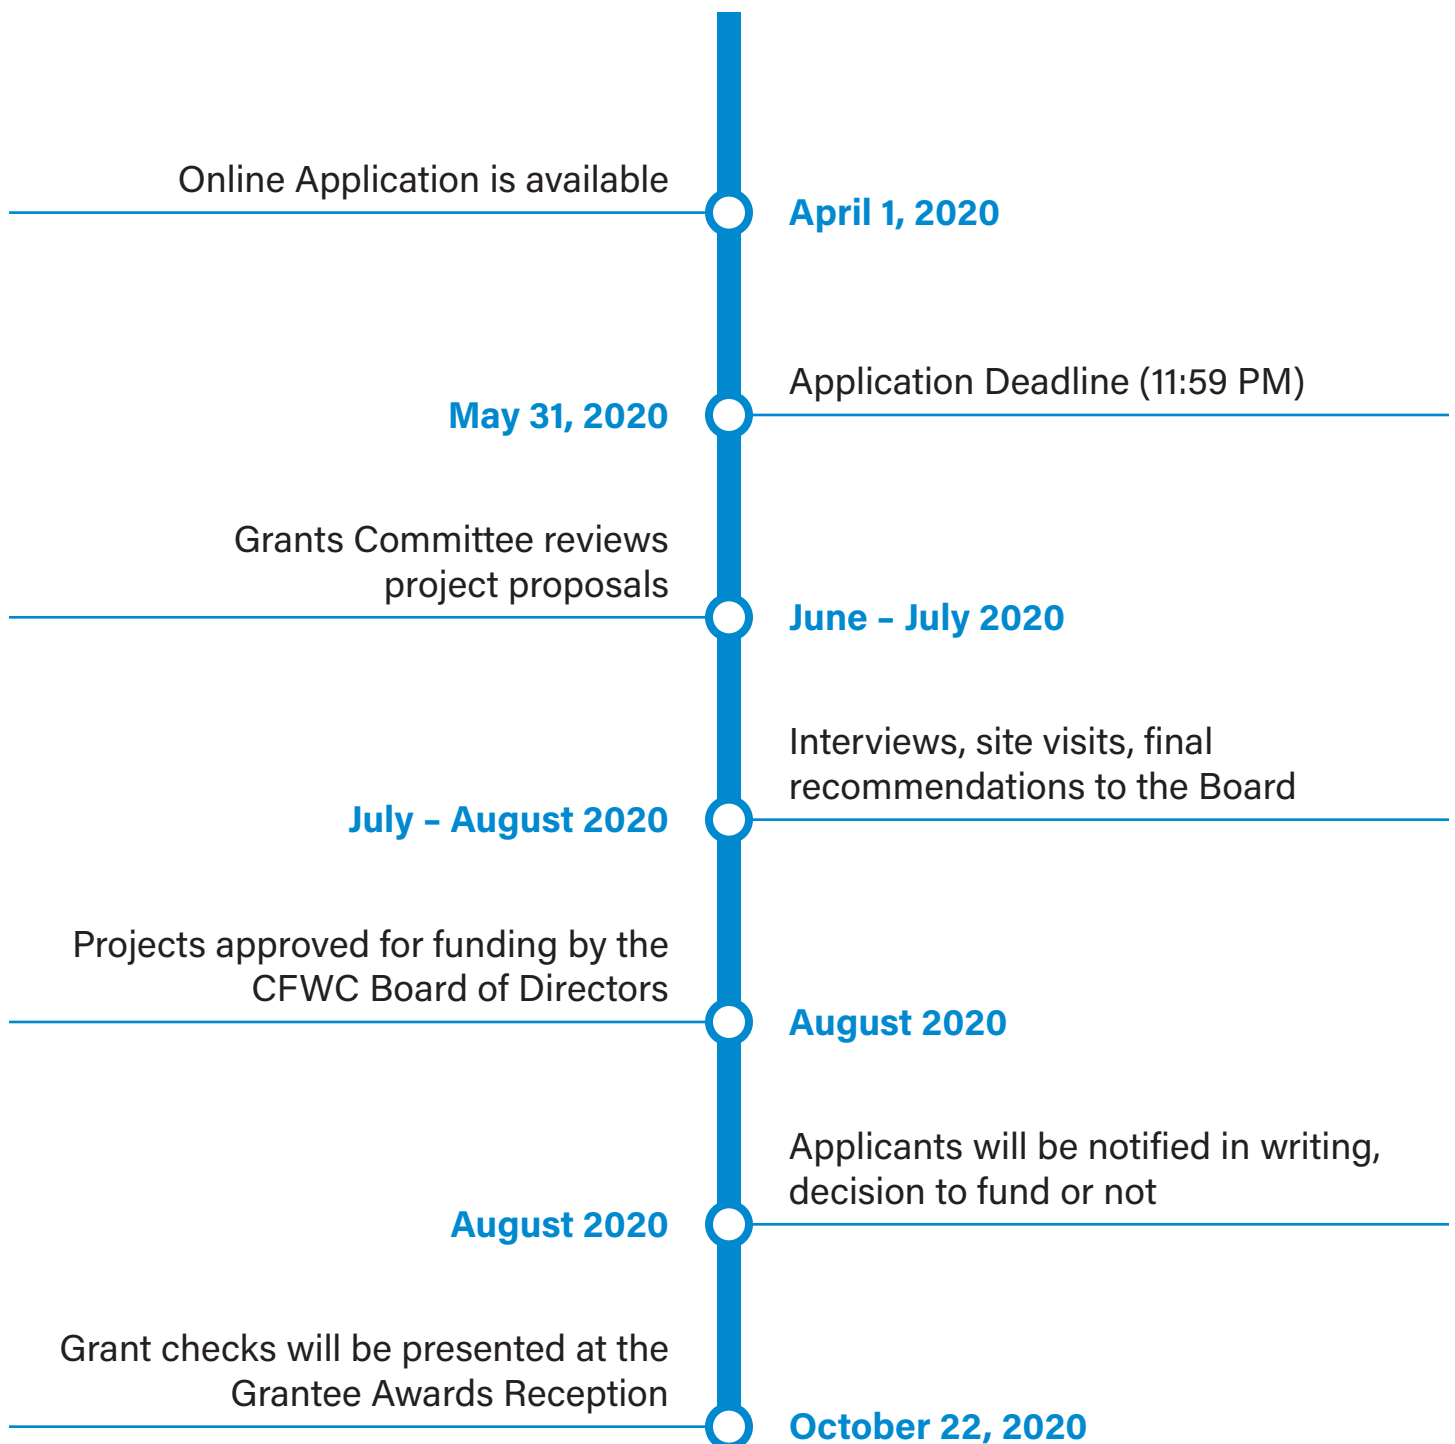 Online Application is available
April 1, 2020
Application Deadline (11:59 PM)
May 31, 2020
Grants Committee reviews
project proposals
June – July 2020
Interviews, site visits, final
recommendations to the Board
July – August 2020
Projects approved for funding by the
CFWC Board of Directors
August 2020
Applicants will be notified in writing,
decision to fund or not
August 2020
Grant checks will be presented at the
Grantee Awards Reception
October 22, 2020